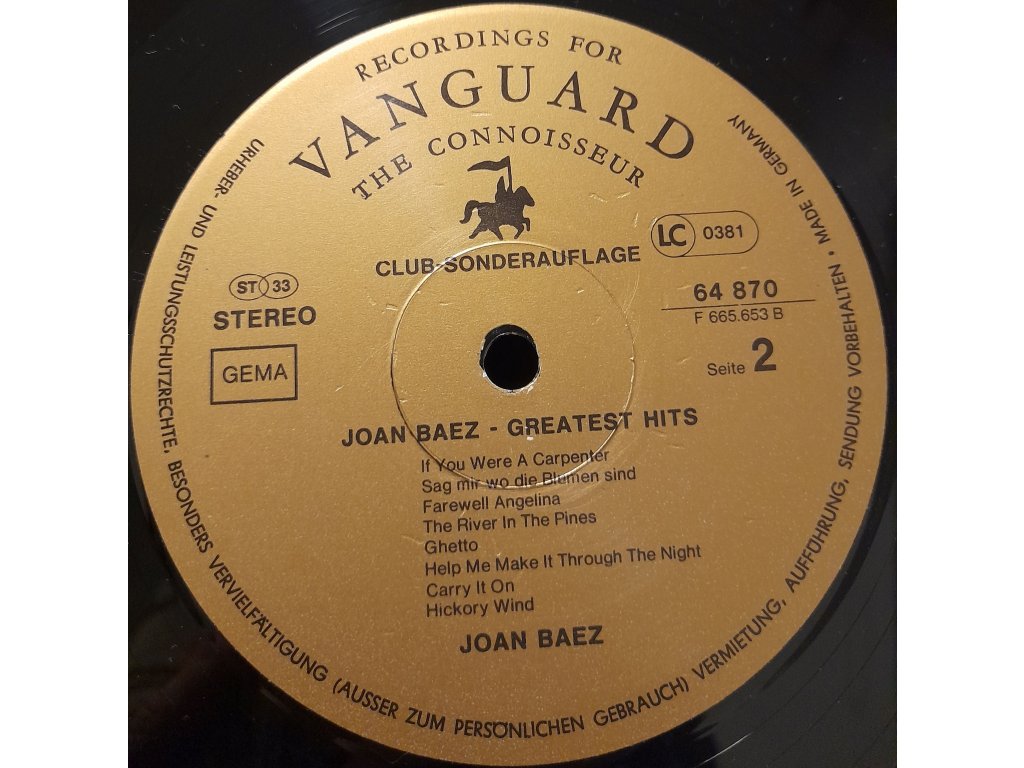 RECORDINGS FOR
VANGUARD
THE CONNOISSEUR
CLUB-SONDERAUFLAGE
LC 0381
ST 33
STEREO
GEMA
64 870
F 665.653 B
Seite 2
JOAN BAEZ - GREATEST HITS
If You Were A Carpenter
Sag mir wo die Blumen sind
Farewell Angelina
The River In The Pines
Ghetto
Help Me Make It Through The Night
Carry It On
Hickory Wind
JOAN BAEZ
URHEBER- UND LEISTUNGSSCHUTZRECHTE, BESONDERS VERVIELFÄLTIGUNG (AUSSER ZUM PERSÖNLICHEN GEBRAUCH) VERMIETUNG, AUFFÜHRUNG, SENDUNG VORBEHALTEN • MADE IN GERMANY